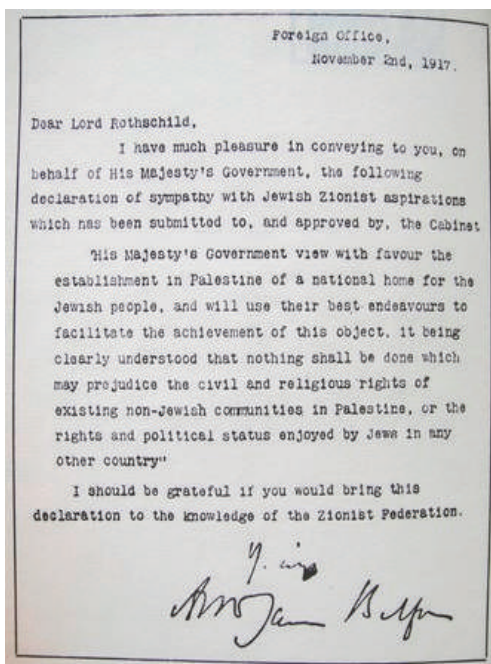 Foreign Office,
November 2nd, 1917.
Dear Lord Rothschild,
I have much pleasure in conveying to you, on
behalf of His Majesty's Government, the following
declaration of sympathy with Jewish Zionist aspirations
which has been submitted to, and approved by, the Cabinet
"His Majesty's Government view with favour the
establishment in Palestine of a national home for the
Jewish people, and will use their best endeavours to
facilitate the achievement of this object, it being
clearly understood that nothing shall be done which
may prejudice the civil and religious rights of
existing non-Jewish communities in Palestine, or the
rights and political status enjoyed by Jews in any
other country"
I should be grateful if you would bring this
declaration to the knowledge of the Zionist Federation.